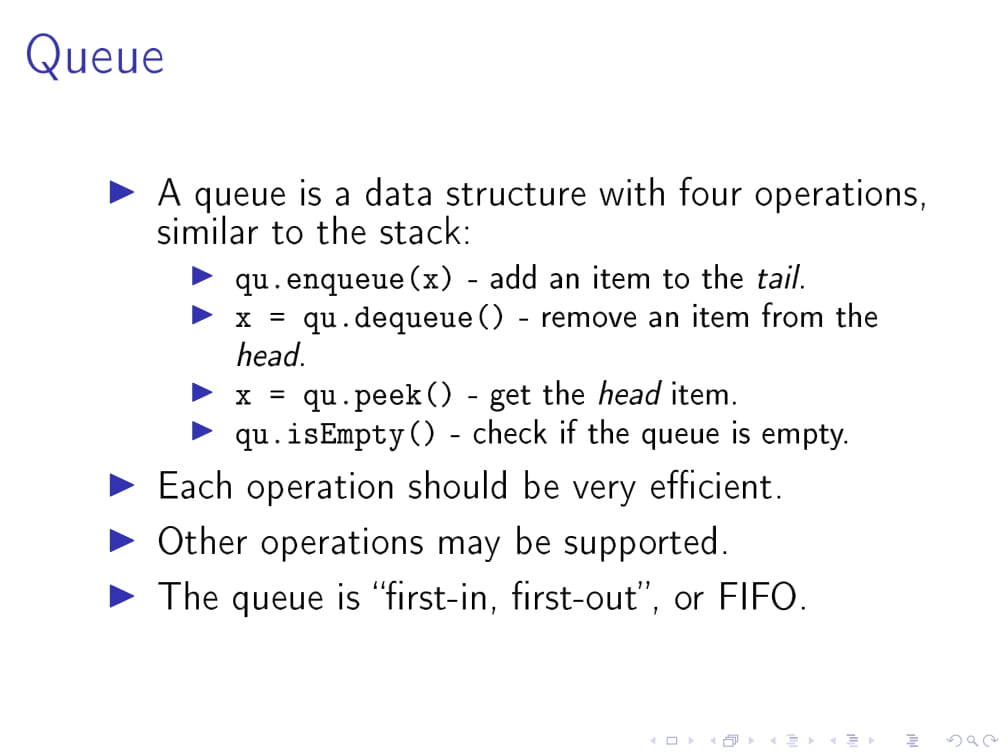 Queue
A queue is a data structure with four operations,
similar to the stack:
qu.enqueue(x) - add an item to the tail.
x = qu.dequeue() - remove an item from the
head.
x = qu.peek() - get the head item.
qu.isEmpty() - check if the queue is empty.
Each operation should be very efficient.
Other operations may be supported.
The queue is “first-in, first-out”, or FIFO.